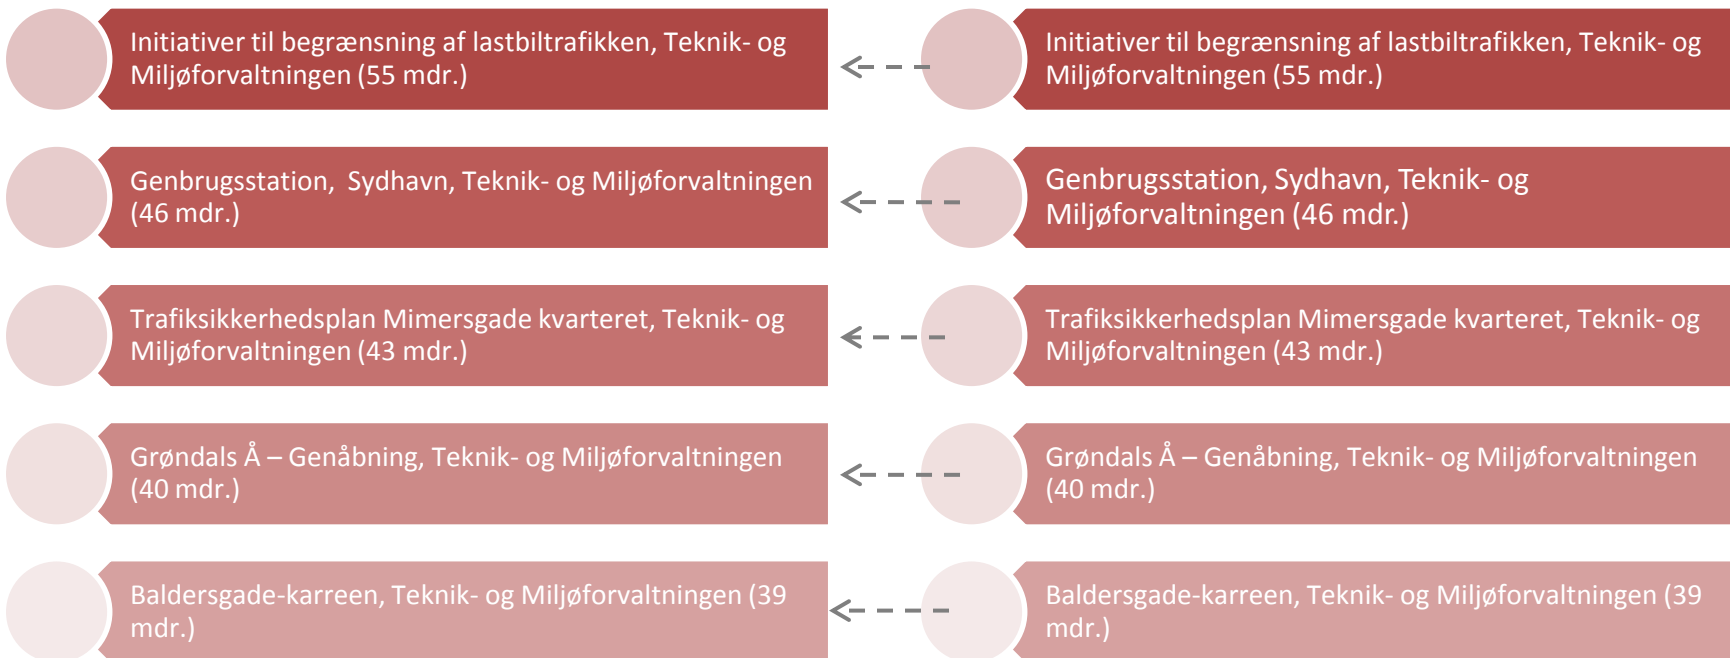 Initiativer til begrænsning af lastbiltrafikken, Teknik- og
Miljøforvaltningen (55 mdr.)
Initiativer til begrænsning af lastbiltrafikken, Teknik- og
Miljøforvaltningen (55 mdr.)
Genbrugsstation, Sydhavn, Teknik- og Miljøforvaltningen
(46 mdr.)
Genbrugsstation, Sydhavn, Teknik- og
Miljøforvaltningen (46 mdr.)
Trafiksikkerhedsplan Mimersgade kvarteret, Teknik- og
Miljøforvaltningen (43 mdr.)
Trafiksikkerhedsplan Mimersgade kvarteret, Teknik- og
Miljøforvaltningen (43 mdr.)
Grøndals Å – Genåbning, Teknik- og Miljøforvaltningen
(40 mdr.)
Grøndals Å – Genåbning, Teknik- og Miljøforvaltningen
(40 mdr.)
Baldersgade-karreen, Teknik- og Miljøforvaltningen (39
mdr.)
Baldersgade-karreen, Teknik- og Miljøforvaltningen (39
mdr.)